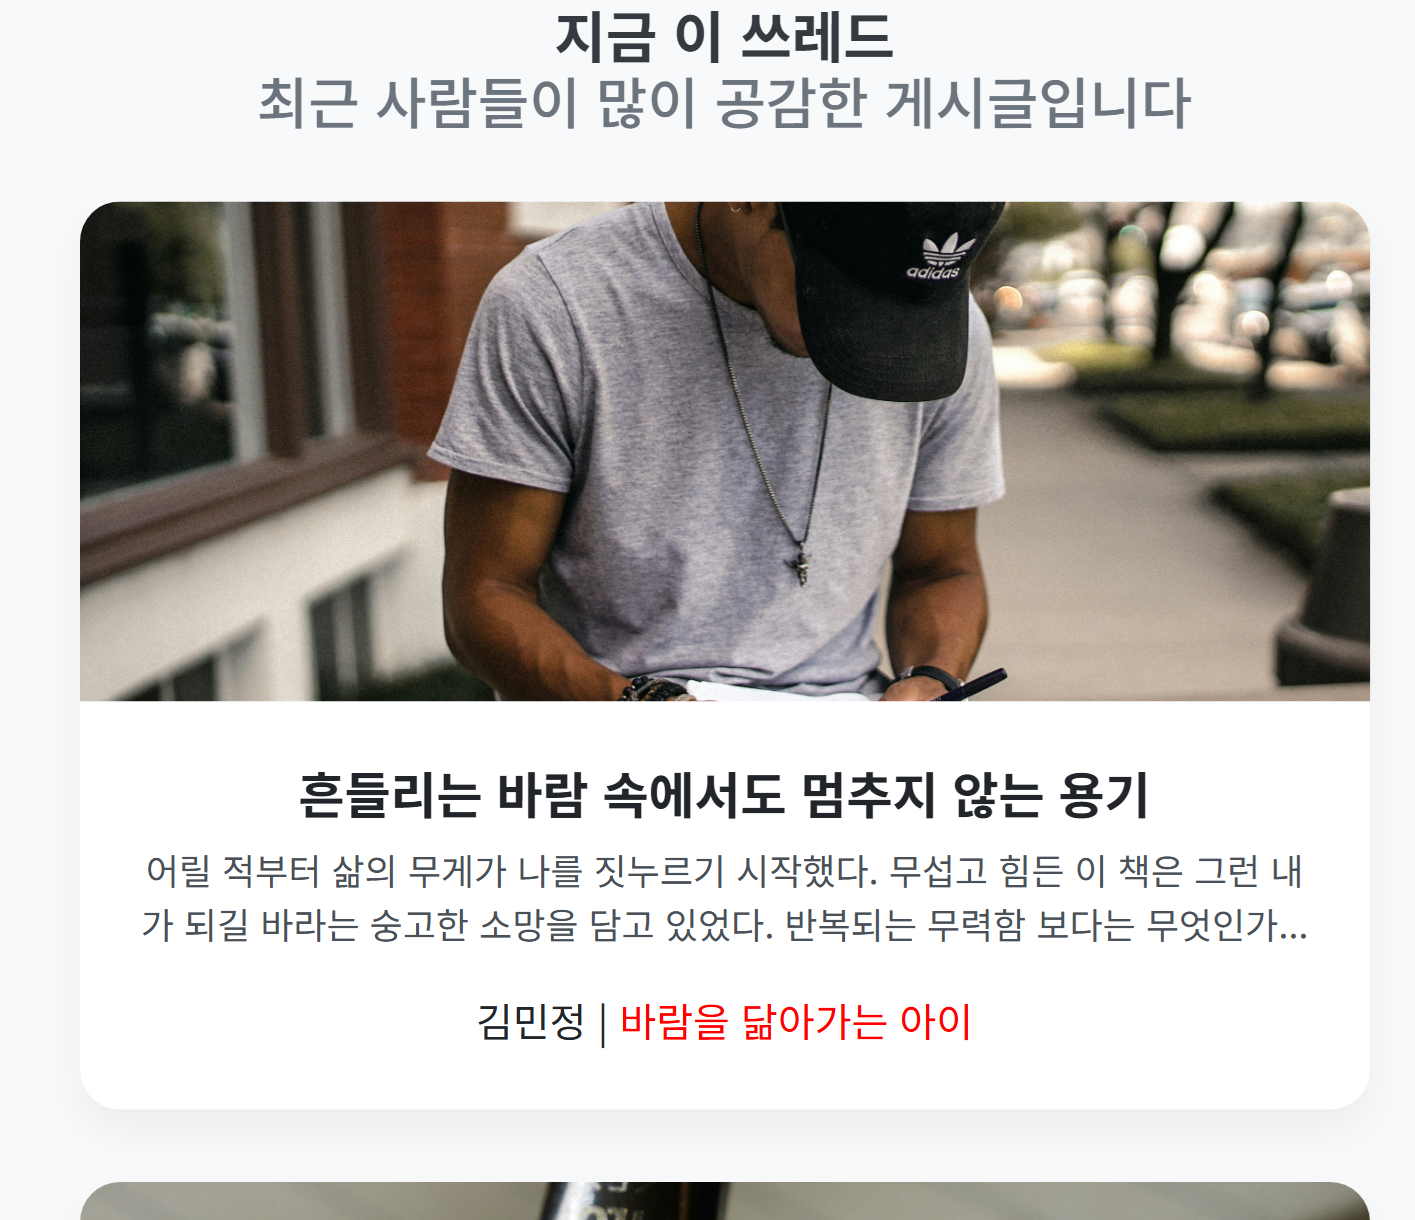 지금 이 쓰레드
최근 사람들이 많이 공감한 게시글입니다
adidas
흔들리는 바람 속에서도 멈추지 않는 용기
어릴 적부터 삶의 무게가 나를 짓누르기 시작했다. 무섭고 힘든 이 책은 그런 내
가 되길 바라는 숭고한 소망을 담고 있었다. 반복되는 무력함 보다는 무엇인가...
김민정 | 바람을 닮아가는 아이